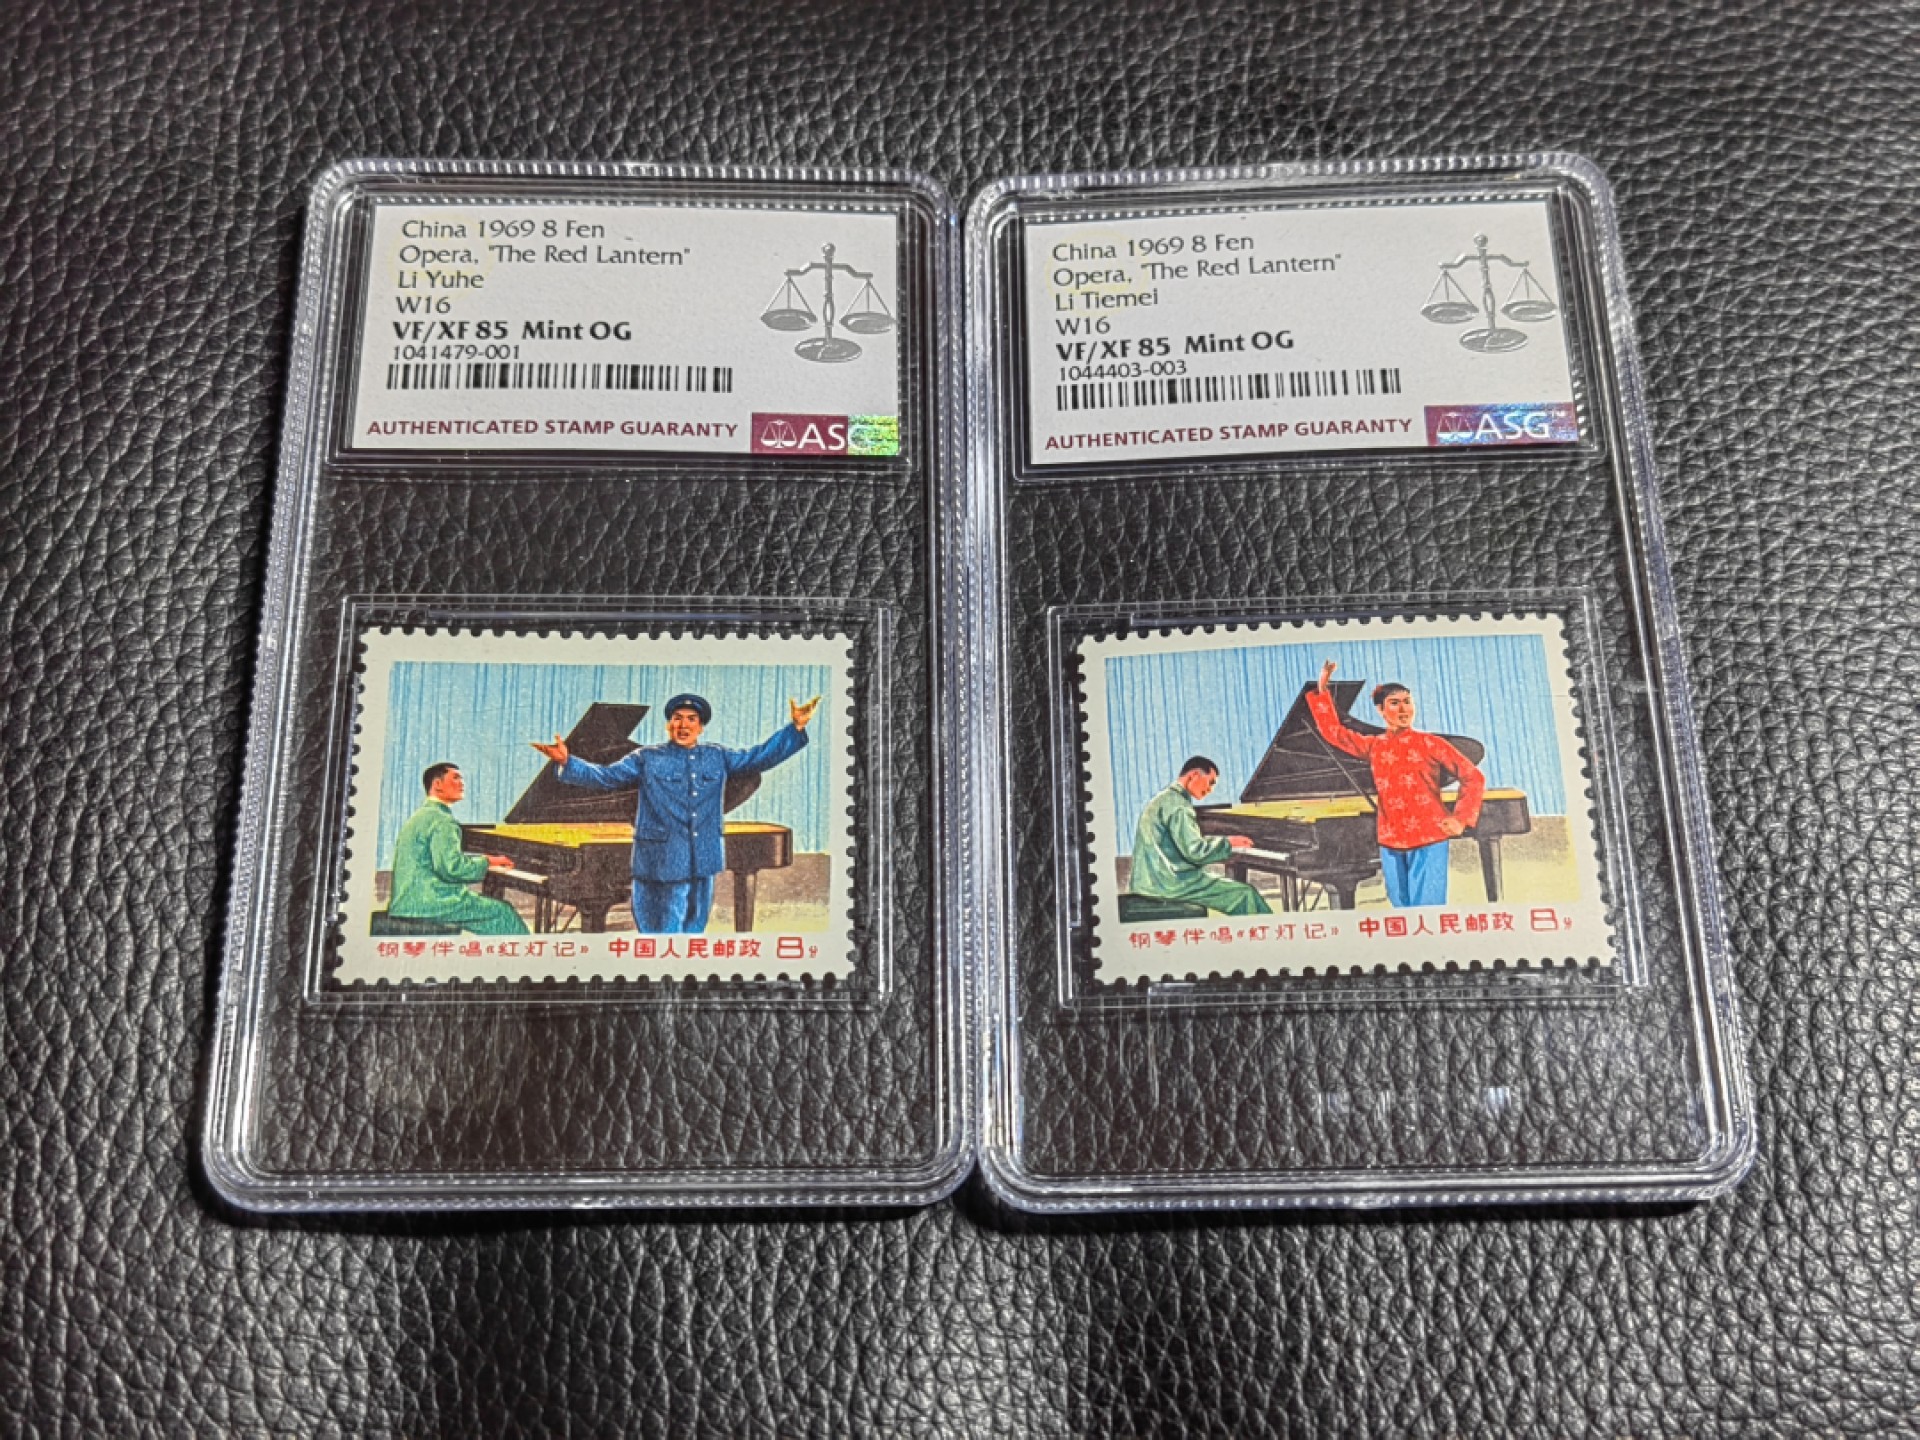 China 1969 8 Fen
Opera, "The Red Lantern"
Li Yuhe
W16
VF/XF 85 Mint OG
1041479-001
AUTHENTICATED STAMP GUARANTY
ASG
钢琴伴唱《红灯记》 中国人民邮政 8分
China 1969 8 Fen
Opera, "The Red Lantern"
Li Tiemei
W16
VF/XF 85 Mint OG
1044403-003
AUTHENTICATED STAMP GUARANTY
ASG™
钢琴伴唱《红灯记》 中国人民邮政 8分